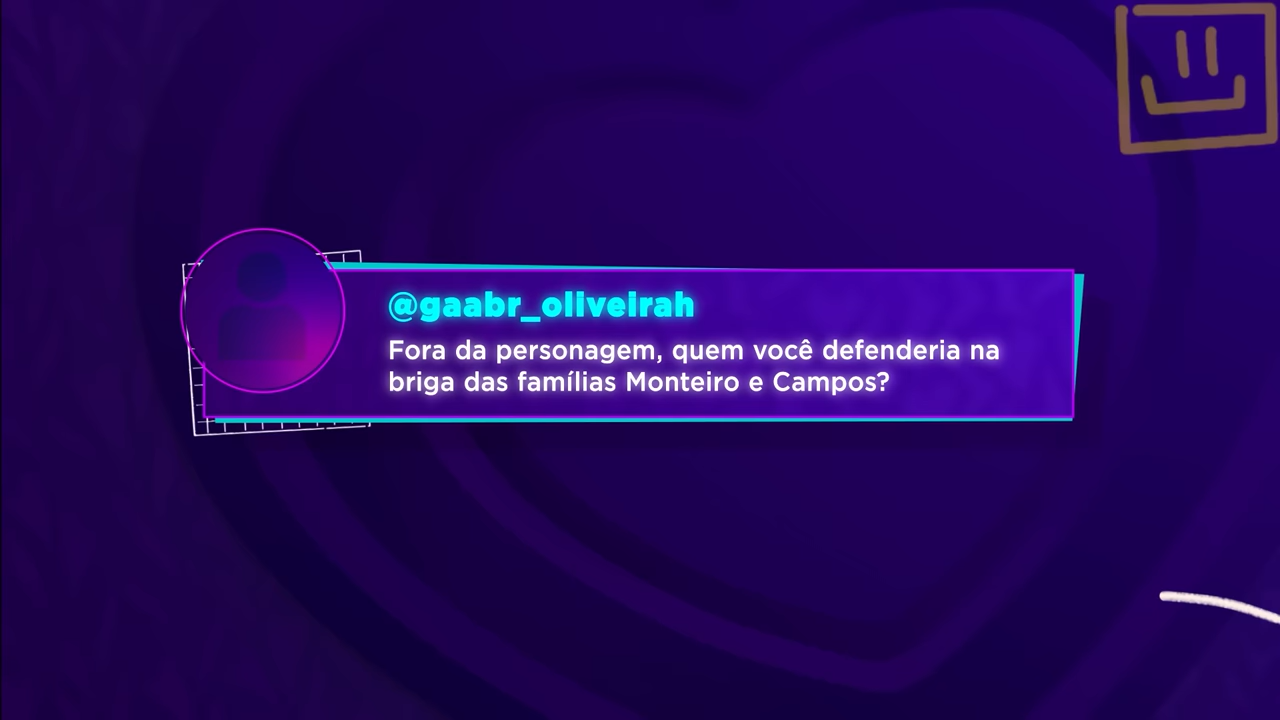 @gaabr_oliveirah
Fora da personagem, quem você defenderia na
briga das famílias Monteiro e Campos?